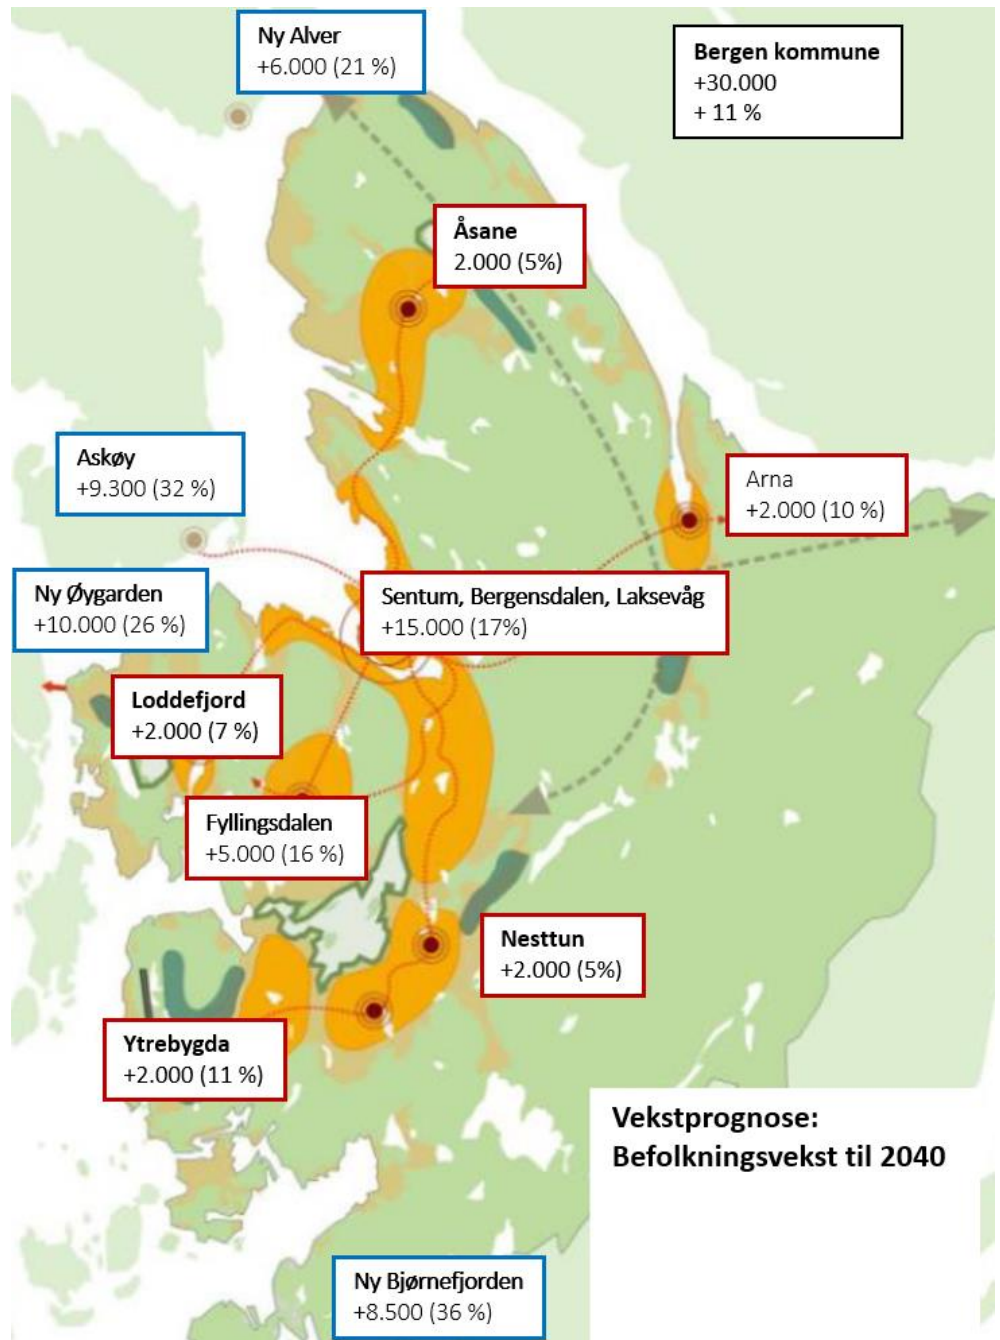 Ny Alver
+6.000 (21 %)
Bergen kommune
+30.000
+ 11 %
Åsane
2.000 (5%)
Askøy
+9.300 (32 %)
Arna
+2.000 (10 %)
Ny Øygarden
+10.000 (26 %)
Sentum, Bergensdalen, Laksevåg
+15.000 (17%)
Loddefjord
+2.000 (7 %)
Fyllingsdalen
+5.000 (16 %)
Nesttun
+2.000 (5%)
Ytrebygda
+2.000 (11 %)
Vekstprognose:
Befolkningsvekst til 2040
Ny Bjørnefjorden
+8.500 (36 %)